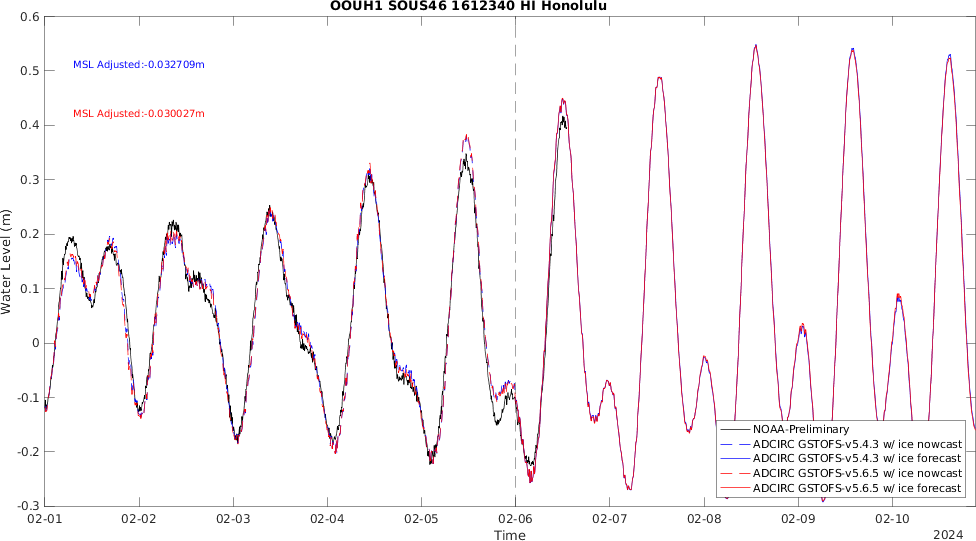 OOUH1 SOUS46 1612340 HI Honolulu
0.6
0.5
0.4
0.3
0.2
0.1
0
-0.1
-0.2
-0.3
Water Level (m)
MSL Adjusted:-0.032709m
MSL Adjusted:-0.030027m
NOAA-Preliminary
ADCIRC GSTOFS-v5.4.3 w/ ice nowcast
ADCIRC GSTOFS-v5.4.3 w/ ice forecast
ADCIRC GSTOFS-v5.6.5 w/ ice nowcast
ADCIRC GSTOFS-v5.6.5 w/ ice forecast
02-01 02-02 02-03 02-04 02-05 02-06 02-07 02-08 02-09 02-10
Time
2024